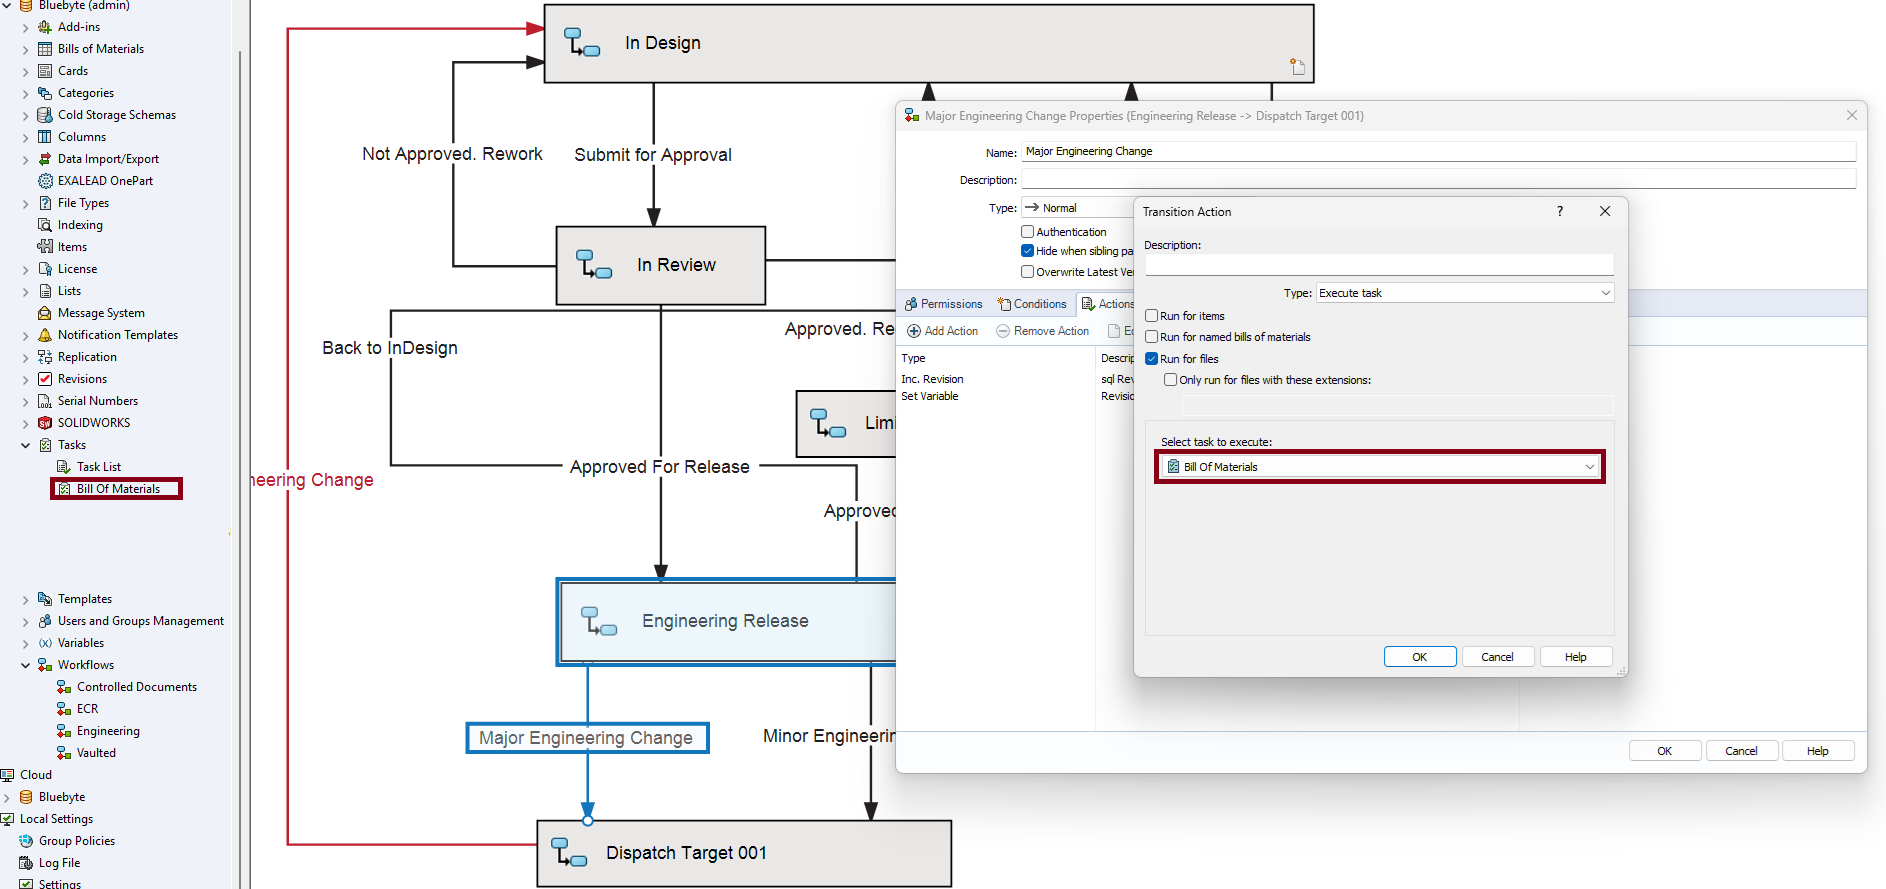 Bluebyte (admin)
Add-ins
Bills of Materials
Cards
Categories
Cold Storage Schemas
Columns
Data Import/Export
EXALEAD OnePart
File Types
Indexing
Items
License
Lists
Message System
Notification Templates
Replication
Revisions
Serial Numbers
SOLIDWORKS
Tasks
Task List
Bill Of Materials
Templates
Users and Groups Management
Variables
Workflows
Controlled Documents
ECR
Engineering
Vaulted
Cloud
Bluebyte
Local Settings
Group Policies
Log File
Settings
In Design
Not Approved. Rework
Submit for Approval
In Review
Back to InDesign
Approved. Re
Limi
Approved For Release
neering Change
Approved
Engineering Release
Major Engineering Change
Minor Engineerin
Dispatch Target 001
Major Engineering Change Properties (Engineering Release -> Dispatch Target 001)
Name: Major Engineering Change
Description:
Type: Normal
Authentication
Hide when sibling pa
Overwrite Latest Ve
Permissions Conditions Actions
Add Action Remove Action Ed
Type Descrip
Inc. Revision sql Rev
Set Variable Revisio
OK Cancel Help
Transition Action ?
Description:
Type: Execute task
Run for items
Run for named bills of materials
Run for files
Only run for files with these extensions:
Select task to execute:
Bill Of Materials
OK Cancel Help